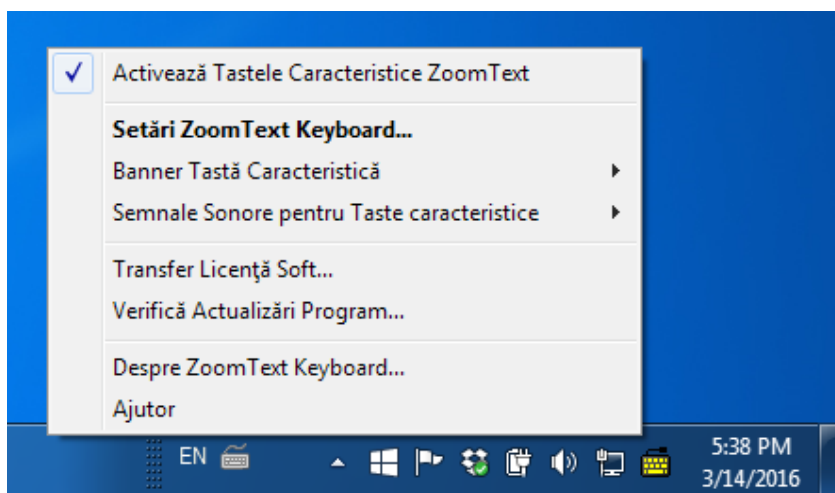 Activează Tastele Caracteristice ZoomText
Setări ZoomText Keyboard...
Banner Tastă Caracteristică
Semnale Sonore pentru Taste caracteristice
Transfer Licenţă Soft...
Verifică Actualizări Program...
Despre ZoomText Keyboard...
Ajutor
EN
5:38 PM
3/14/2016